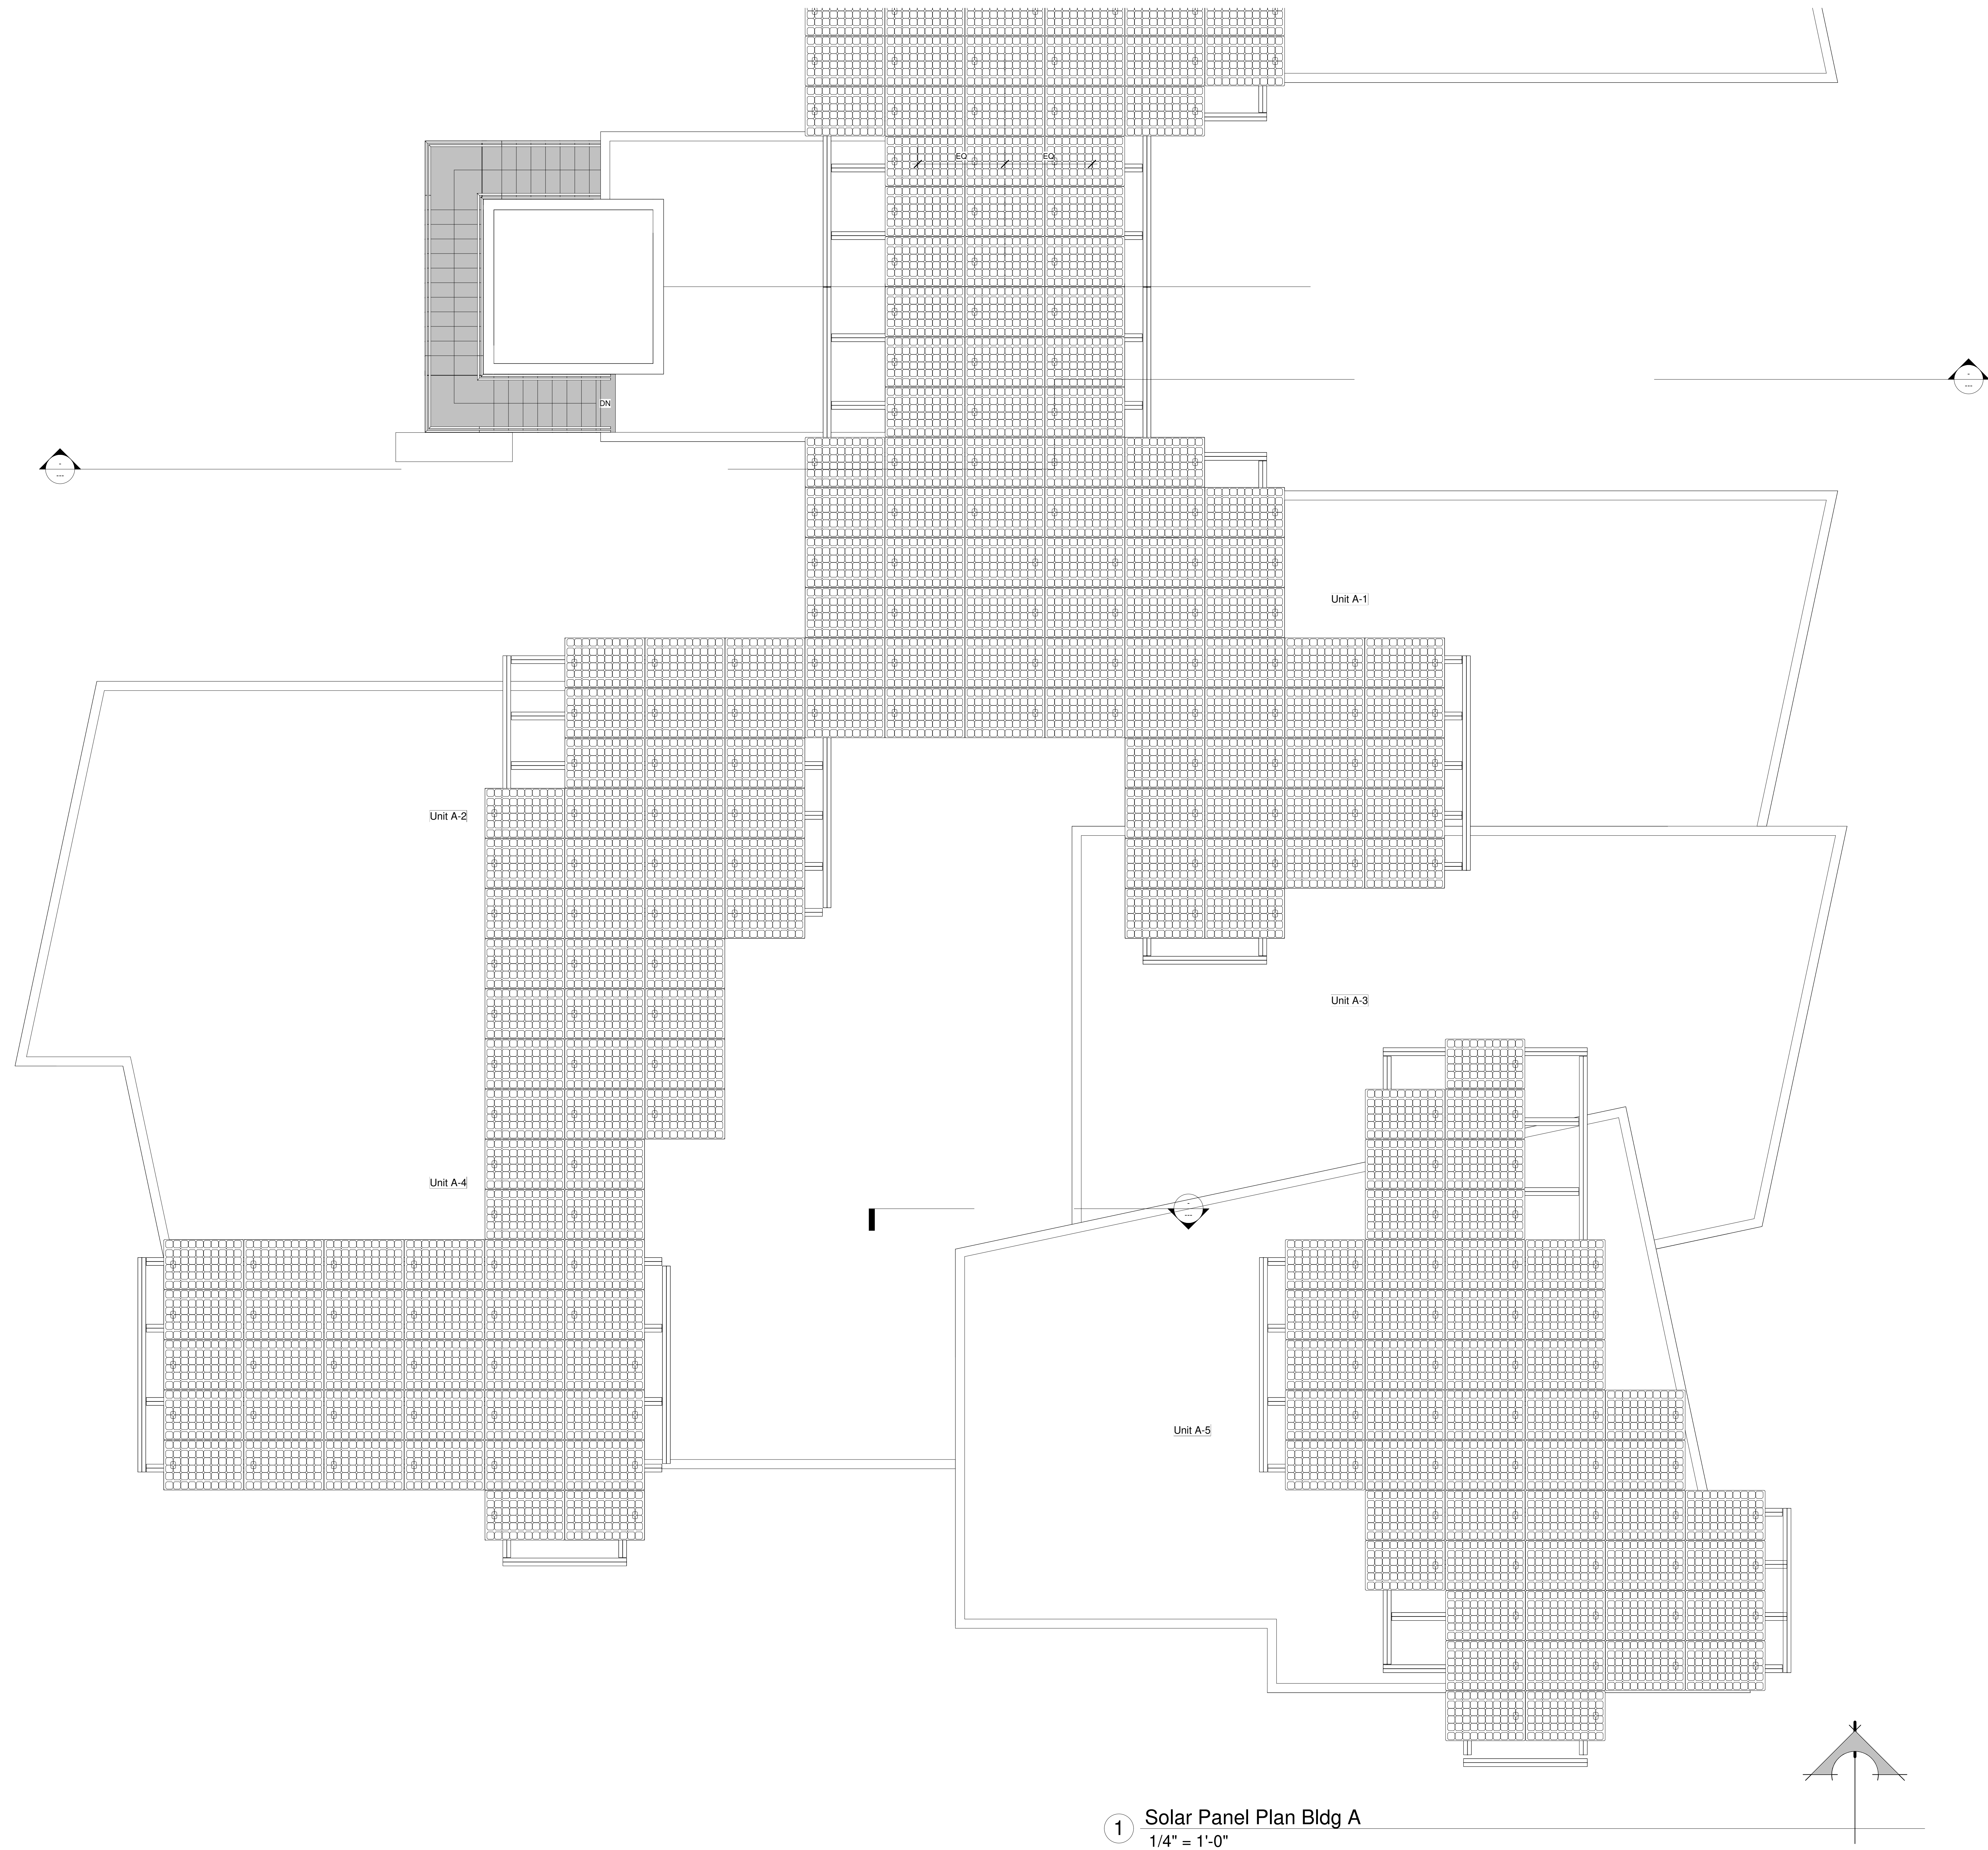 EQ EQ
-
---
DN
-
---
Unit A-1
Unit A-2
Unit A-3
Unit A-4
-
---
Unit A-5
1 Solar Panel Plan Bldg A
1/4" = 1'-0"